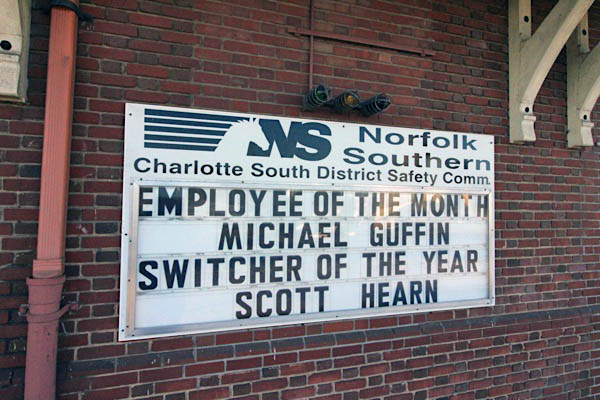 NS Norfolk
Southern
Charlotte South District Safety Comm.
EMPLOYEE OF THE MONTH
MICHAEL GUFFIN
SWITCHER OF THE YEAR
SCOTT HEARN